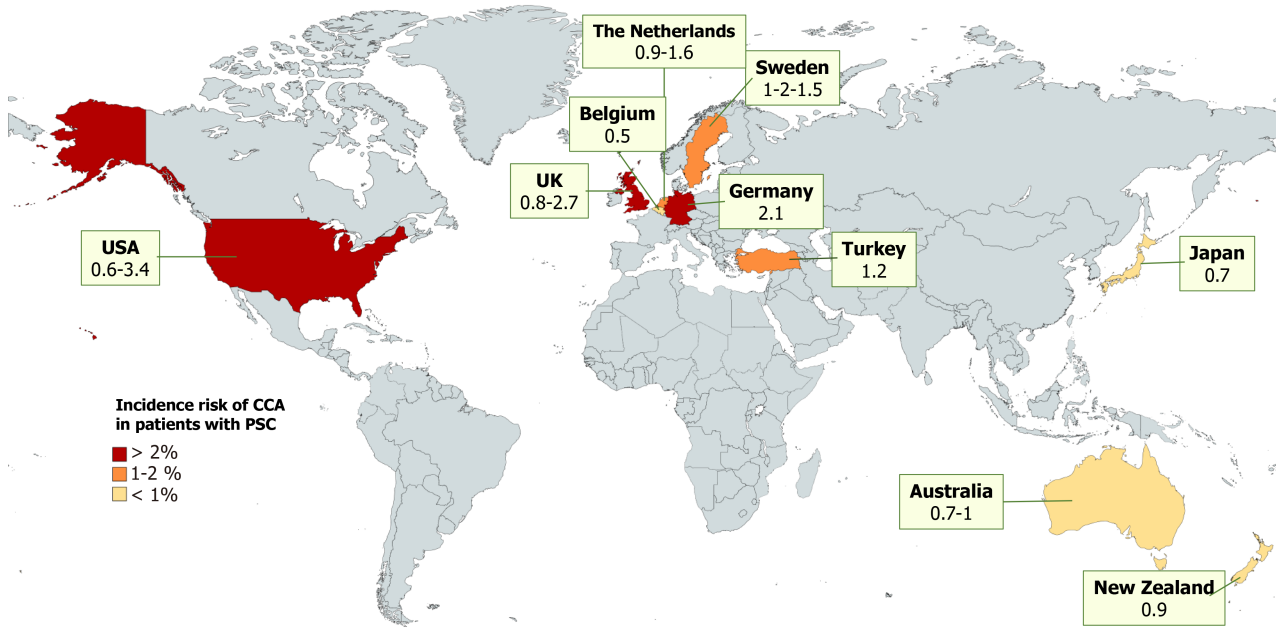 The Netherlands
0.9-1.6
Sweden
1-2-1.5
Belgium
0.5
UK
0.8-2.7
Germany
2.1
USA
0.6-3.4
Turkey
1.2
Japan
0.7
Incidence risk of CCA
in patients with PSC
> 2%
1-2 %
< 1%
Australia
0.7-1
New Zealand
0.9